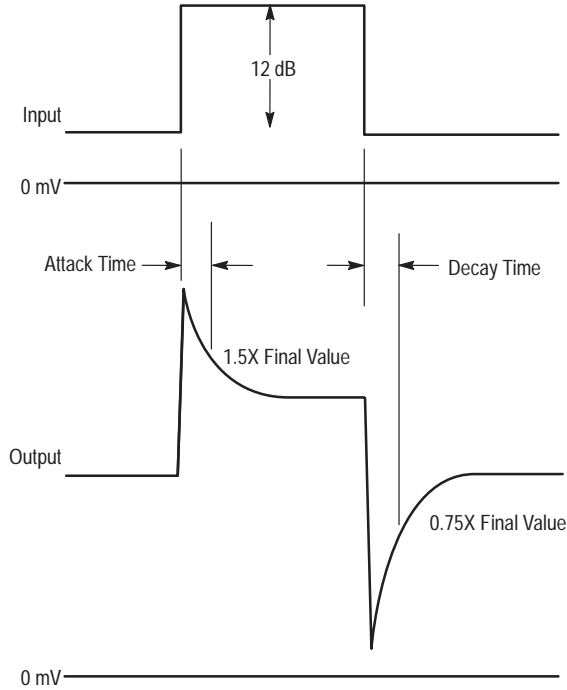 12 dB
Input
0 mV
Attack Time
Decay Time
1.5X Final Value
Output
0.75X Final Value
0 mV